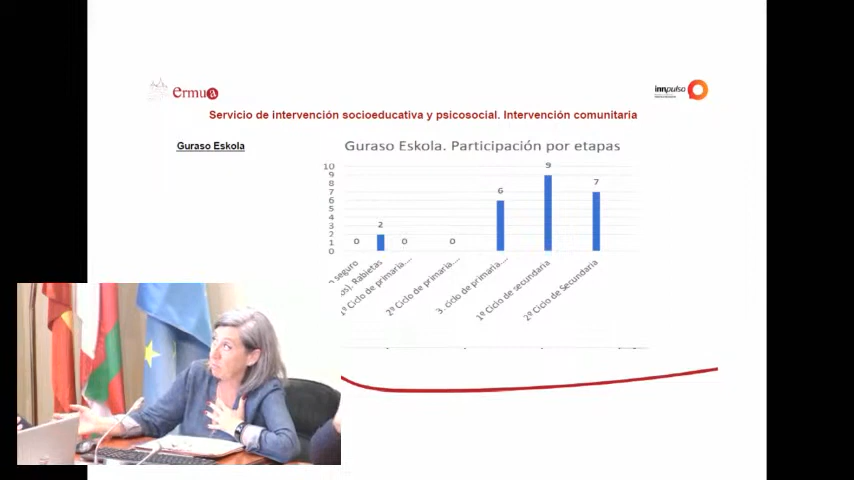 ermua
innpulso
Servicio de intervención socioeducativa y psicosocial. Intervención comunitaria
Guraso Eskola
Guraso Eskola. Participación por etapas
10
9
8
7
6
5
4
3
2
1
0
0
2
0
0
6
9
7
seguro
Rabietas
1º Ciclo de primaria...
2º Ciclo de primaria...
3. ciclo de primaria...
1º Ciclo de secundaria
2º Ciclo de Secundaria